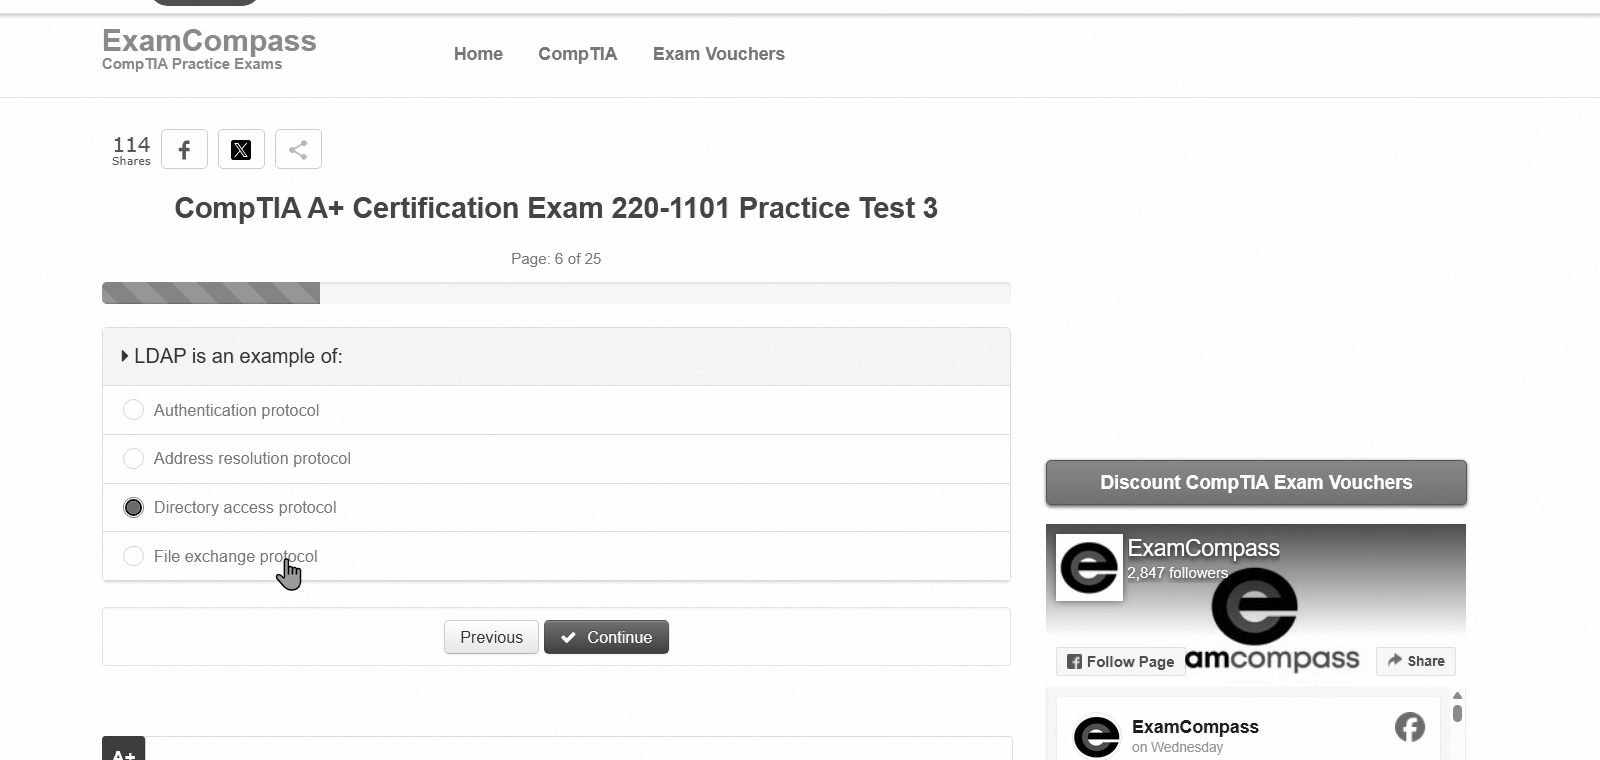 ExamCompass
CompTIA Practice Exams
Home
CompTIA
Exam Vouchers
114
Shares
CompTIA A+ Certification Exam 220-1101 Practice Test 3
Page: 6 of 25
LDAP is an example of:
Authentication protocol
Address resolution protocol
Directory access protocol
File exchange protocol
Previous
Continue
Discount CompTIA Exam Vouchers
ExamCompass
2,847 followers
Follow Page
amcompass
Share
ExamCompass
on Wednesday
A+